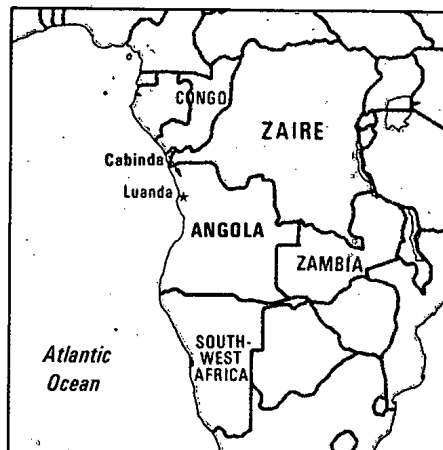 CONGO
ZAIRE
Cabinda
Luanda
ANGOLA
ZAMBIA
SOUTH-
WEST
AFRICA
Atlantic
Ocean